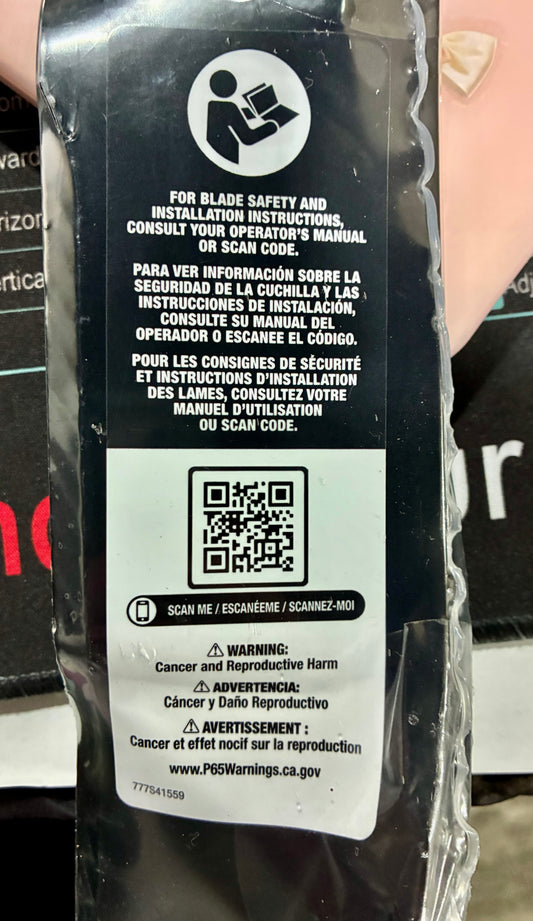 FOR BLADE SAFETY AND
INSTALLATION INSTRUCTIONS,
CONSULT YOUR OPERATOR'S MANUAL
OR SCAN CODE.
PARA VER INFORMACIÓN SOBRE LA
SEGURIDAD DE LA CUCHILLA Y LAS
INSTRUCCIONES DE INSTALACIÓN,
CONSULTE SU MANUAL DEL
OPERADOR O ESCANEE EL CÓDIGO.
POUR LES CONSIGNES DE SÉCURITÉ
ET INSTRUCTIONS D'INSTALLATION
DES LAMES, CONSULTEZ VOTRE
MANUEL D'UTILISATION
OU SCAN CODE.
SCAN ME / ESCANÉEME / SCANNEZ-MOI
⚠ WARNING:
Cancer and Reproductive Harm
⚠ ADVERTENCIA:
Cáncer y Daño Reproductivo
⚠ AVERTISSEMENT :
Cancer et effet nocif sur la reproduction
www.P65Warnings.ca.gov
777S41559